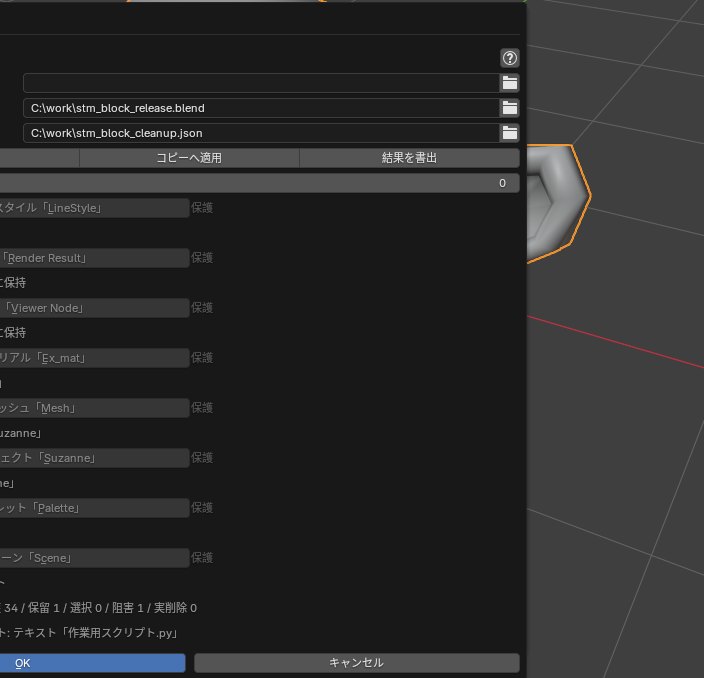 ?
C:\work\stm_block_release.blend
C:\work\stm_block_cleanup.json
コピーへ適用 結果を書出
0
スタイル「LineStyle」 保護
「Render Result」 保護
に保持
「Viewer Node」 保護
に保持
リアル「Ex_mat」 保護
」
ッシュ「Mesh」 保護
uzanne」
ェクト「Suzanne」 保護
ne」
レット「Palette」 保護
ーン「Scene」 保護
34 / 保留 1 / 選択 0 / 阻害 1 / 実削除 0
ト: テキスト「作業用スクリプト.py」
OK キャンセル